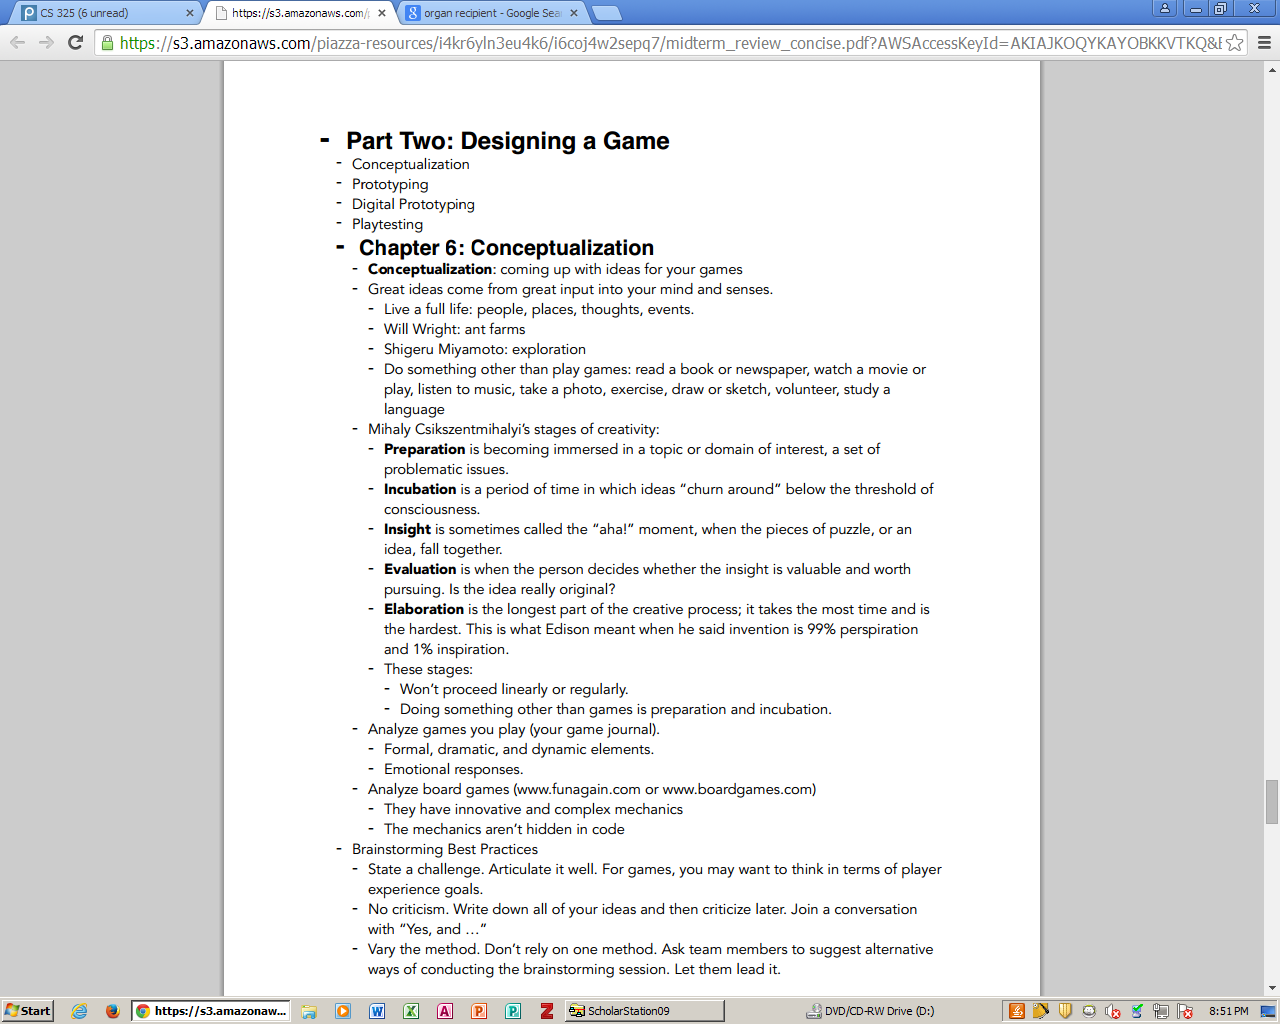 CS 325 (6 unread)
https://s3.amazonaws.com/
organ recipient - Google Sea
https://s3.amazonaws.com/piazza-resources/i4kr6yln3eu4k6/i6coj4w2sepq7/midterm_review_concise.pdf?AWSAccessKeyId=AKIAJKOQYKAYOBKKVTKQ&E
- Part Two: Designing a Game
- Conceptualization
- Prototyping
- Digital Prototyping
- Playtesting
- Chapter 6: Conceptualization
- Conceptualization: coming up with ideas for your games
- Great ideas come from great input into your mind and senses.
- Live a full life: people, places, thoughts, events.
- Will Wright: ant farms
- Shigeru Miyamoto: exploration
- Do something other than play games: read a book or newspaper, watch a movie or
play, listen to music, take a photo, exercise, draw or sketch, volunteer, study a
language
- Mihaly Csikszentmihalyi's stages of creativity:
- Preparation is becoming immersed in a topic or domain of interest, a set of
problematic issues.
- Incubation is a period of time in which ideas “churn around” below the threshold of
consciousness.
- Insight is sometimes called the “aha!” moment, when the pieces of puzzle, or an
idea, fall together.
- Evaluation is when the person decides whether the insight is valuable and worth
pursuing. Is the idea really original?
- Elaboration is the longest part of the creative process; it takes the most time and is
the hardest. This is what Edison meant when he said invention is 99% perspiration
and 1% inspiration.
- These stages:
- Won't proceed linearly or regularly.
- Doing something other than games is preparation and incubation.
- Analyze games you play (your game journal).
- Formal, dramatic, and dynamic elements.
- Emotional responses.
- Analyze board games (www.funagain.com or www.boardgames.com)
- They have innovative and complex mechanics
- The mechanics aren't hidden in code
- Brainstorming Best Practices
- State a challenge. Articulate it well. For games, you may want to think in terms of player
experience goals.
- No criticism. Write down all of your ideas and then criticize later. Join a conversation
with “Yes, and …”
- Vary the method. Don't rely on one method. Ask team members to suggest alternative
ways of conducting the brainstorming session. Let them lead it.
Start
https://s3.amazonaw...
ScholarStation09
DVD/CD-RW Drive (D:)
8:51 PM